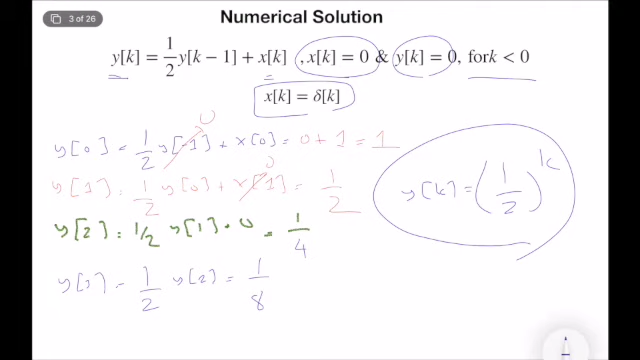 3 of 26
Numerical Solution
y[k] = 1/2 y[k − 1] + x[k] , x[k] = 0 & y[k] = 0, for k < 0
x[k] = δ[k]
0
y[0] = 1/2 y[-1] + x[0] = 0 + 1 = 1
0
y[1] = 1/2 y[0] + x[1] = 1/2
y[k] = (1/2)^k
y[2] = 1/2 y[1] + 0 = 1/4
y[3] = 1/2 y[2] = 1/8